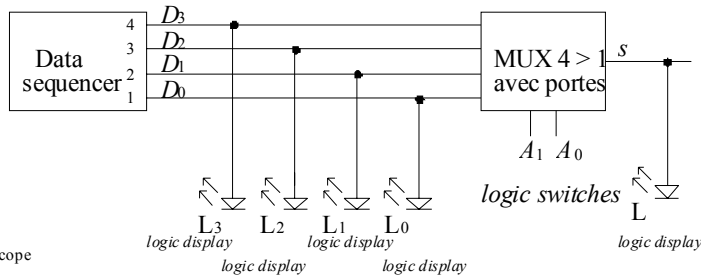 4 D3
3 D2
2 D1
1 D0
Data
sequencer
MUX 4 > 1
avec portes
s
A1 A0
logic switches
L3 L2 L1 L0 L
logic display logic display logic display
logic display logic display
cope